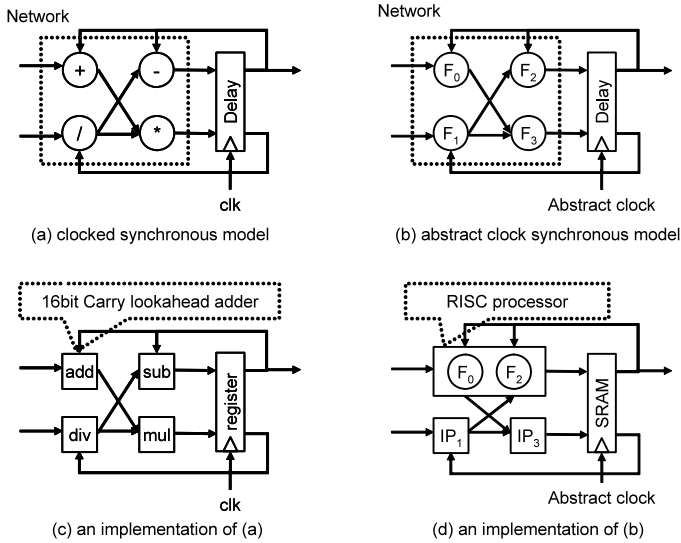 Network
+
-
/
*
Delay
clk
(a) clocked synchronous model
Network
F0
F2
F1
F3
Delay
Abstract clock
(b) abstract clock synchronous model
16bit Carry lookahead adder
add
sub
div
mul
register
clk
(c) an implementation of (a)
RISC processor
F0
F2
IP1
IP3
SRAM
Abstract clock
(d) an implementation of (b)